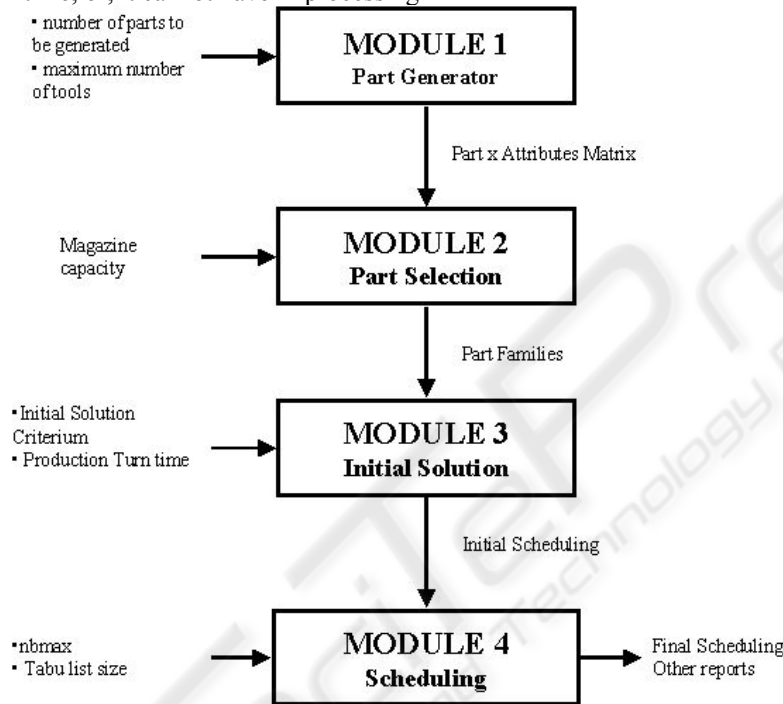 • number of parts to
be generated
• maximum number
of tools
MODULE 1
Part Generator
Part x Attributes Matrix
Magazine
capacity
MODULE 2
Part Selection
Part Families
•Initial Solution
Criterium
• Production Turn time
MODULE 3
Initial Solution
Initial Scheduling
•nbmax
• Tabu list size
MODULE 4
Scheduling
Final Scheduling
Other reports